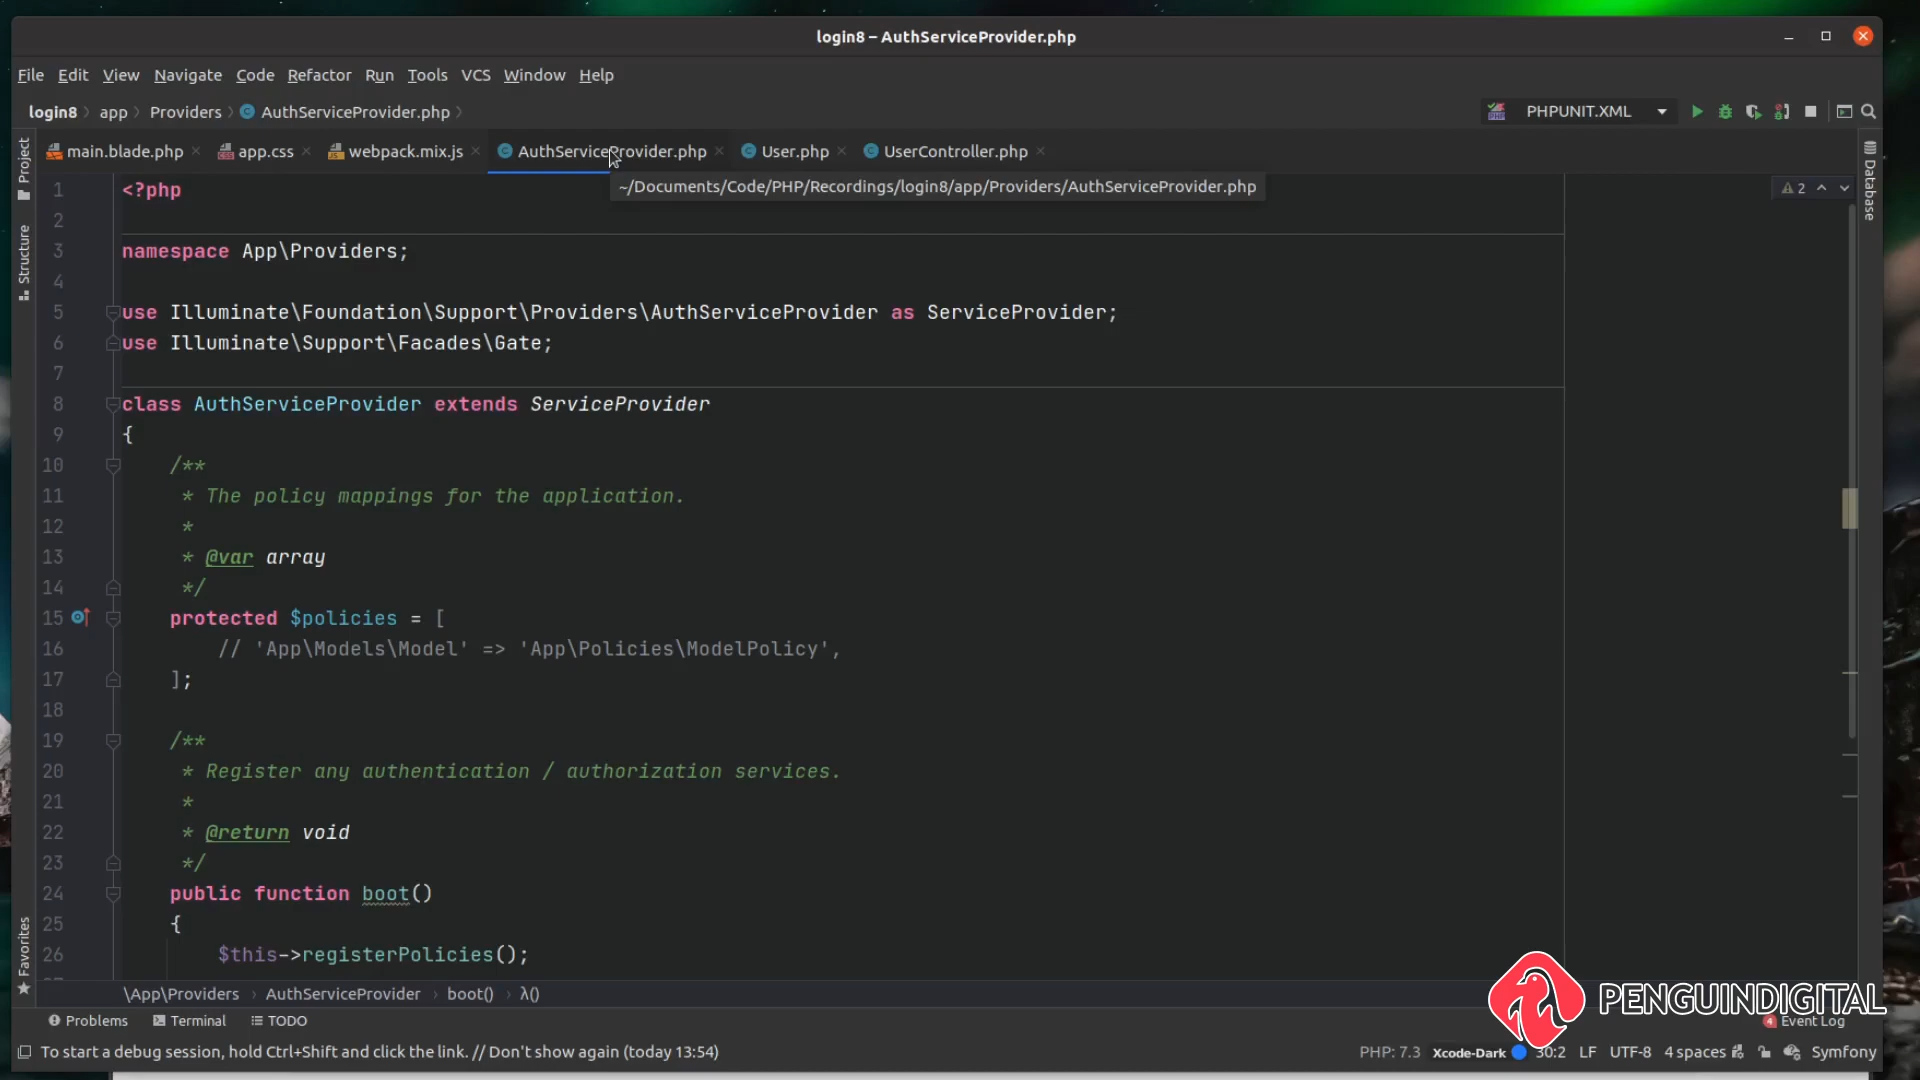 login8 – AuthServiceProvider.php
File Edit View Navigate Code Refactor Run Tools VCS Window Help
login8 app Providers AuthServiceProvider.php PHPUNIT.XML
main.blade.php app.css webpack.mix.js AuthServiceProvider.php User.php UserController.php
~/Documents/Code/PHP/Recordings/login8/app/Providers/AuthServiceProvider.php
Project
Structure
Favorites
Database
2
1 <?php
2
3 namespace App\Providers;
4
5 use Illuminate\Foundation\Support\Providers\AuthServiceProvider as ServiceProvider;
6 use Illuminate\Support\Facades\Gate;
7
8 class AuthServiceProvider extends ServiceProvider
9 {
10 /**
11 * The policy mappings for the application.
12 *
13 * @var array
14 */
15 protected $policies = [
16 // 'App\Models\Model' => 'App\Policies\ModelPolicy',
17 ];
18
19 /**
20 * Register any authentication / authorization services.
21 *
22 * @return void
23 */
24 public function boot()
25 {
26 $this->registerPolicies();
\App\Providers › AuthServiceProvider › boot() › λ()
PENGUINDIGITAL
Problems Terminal TODO 4 Event Log
To start a debug session, hold Ctrl+Shift and click the link. // Don't show again (today 13:54) PHP: 7.3 Xcode-Dark 30:2 LF UTF-8 4 spaces Symfony